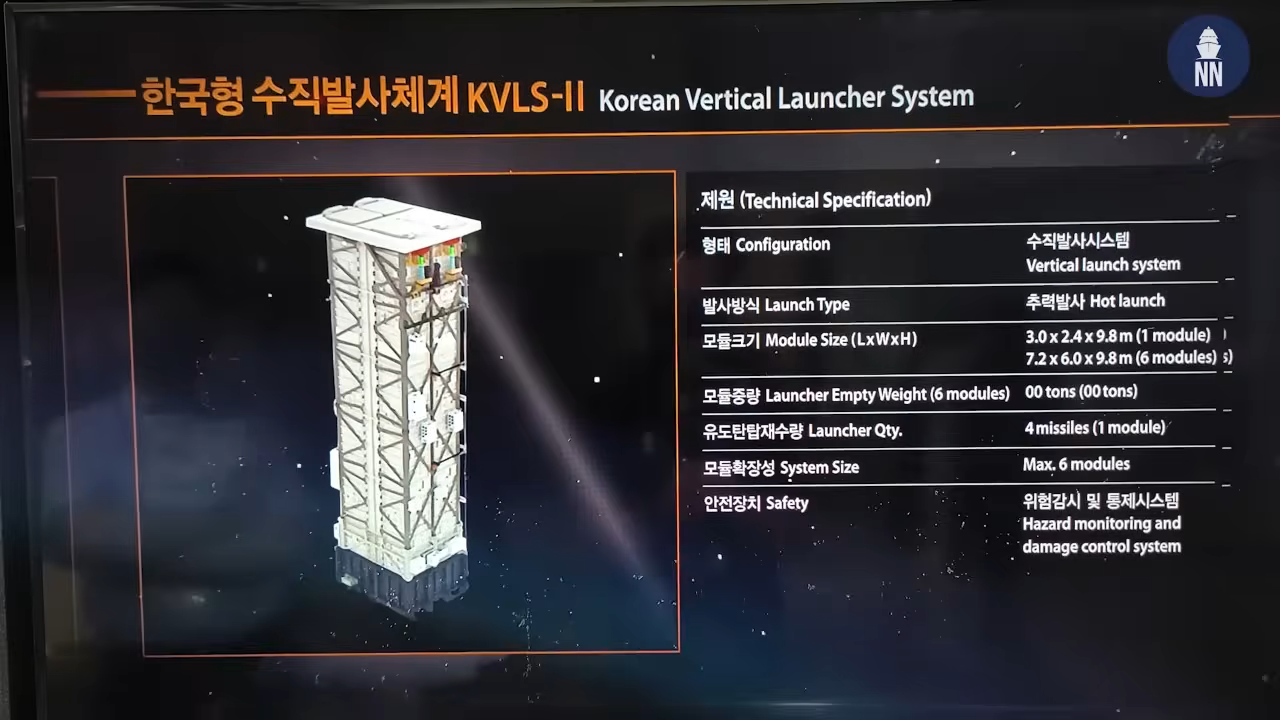 NN
한국형 수직발사체계 KVLS-II Korean Vertical Launcher System
제원 (Technical Specification)
형태 Configuration 수직발사시스템
Vertical launch system
발사방식 Launch Type 추력발사 Hot launch
모듈크기 Module Size (LxWxH) 3.0 x 2.4 x 9.8 m (1 module) )
7.2 x 6.0 x 9.8 m (6 modules) s)
모듈중량 Launcher Empty Weight (6 modules) 00 tons (00 tons)
유도탄탑재수량 Launcher Qty. 4 missiles (1 module)
모듈확장성 System Size Max. 6 modules
안전장치 Safety 위험감시 및 통제시스템
Hazard monitoring and
damage control system